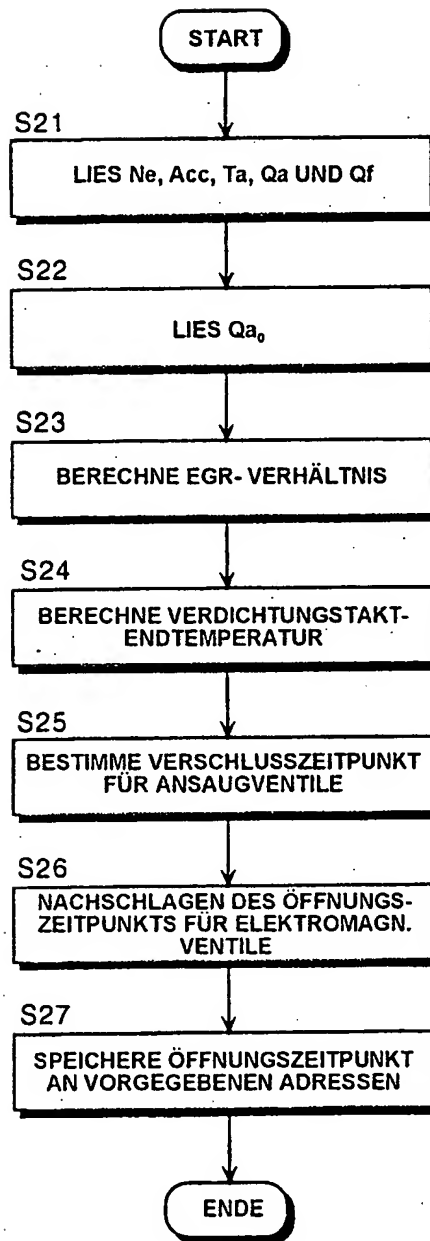 START
S21
LIES Ne, Acc, Ta, Qa UND Qf
S22
LIES Qa₀
S23
BERECHNE EGR- VERHÄLTNIS
S24
BERECHNE VERDICHTUNGSTAKT-
ENDTEMPERATUR
S25
BESTIMME VERSCHLUSSZEITPUNKT
FÜR ANSAUGVENTILE
S26
NACHSCHLAGEN DES ÖFFNUNGS-
ZEITPUNKTS FÜR ELEKTROMAGN.
VENTILE
S27
SPEICHERE ÖFFNUNGSZEITPUNKT
AN VORGEGEBENEN ADRESSEN
ENDE